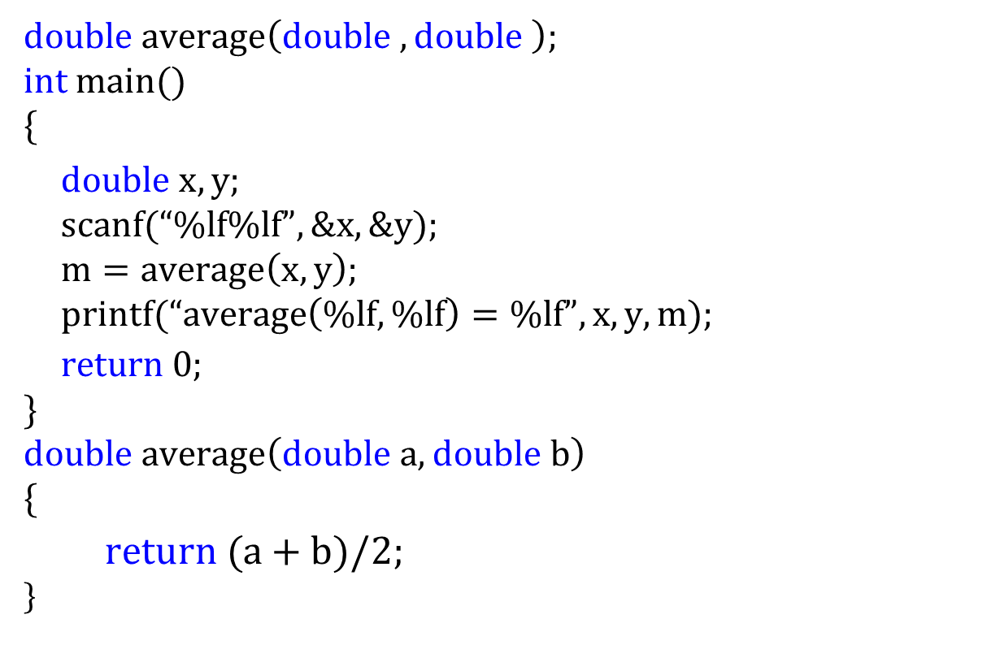 double average(double , double );
int main()
{
double x, y;
scanf(“%lf%lf”, &x, &y);
m = average(x, y);
printf(“average(%lf, %lf) = %lf”, x, y, m);
return 0;
}
double average(double a, double b)
{
return (a + b)/2;
}